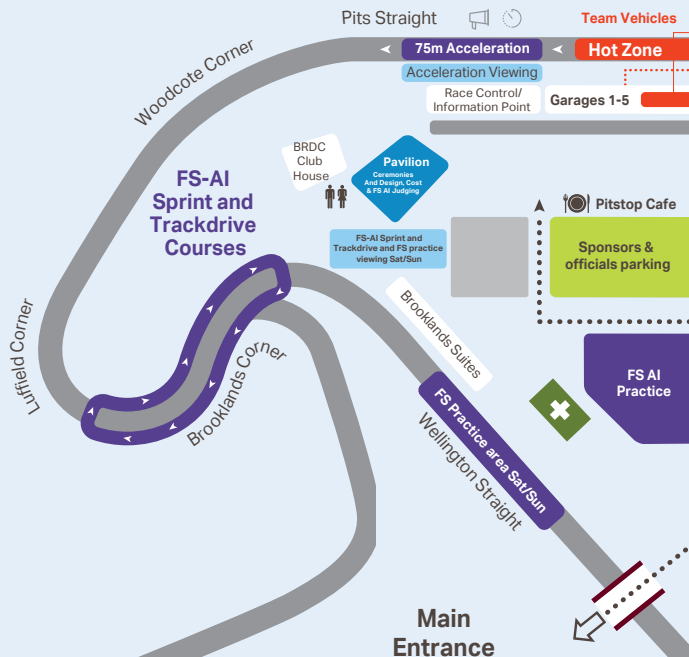 Pits Straight
Team Vehicles
75m Acceleration
Hot Zone
Acceleration Viewing
Race Control/
Information Point
Garages 1-5
Woodcote Corner
BRDC
Club
House
Pavilion
Ceremonies
And Design, Cost
& FS AI Judging
FS-AI
Sprint and
Trackdrive
Courses
Pitstop Cafe
FS-AI Sprint and
Trackdrive and FS practice
viewing Sat/Sun
Sponsors &
officials parking
Luffield Corner
Brooklands Corner
Brooklands Suites
FS AI
Practice
FS Practice area Sat/Sun
Wellington Straight
Main
Entrance